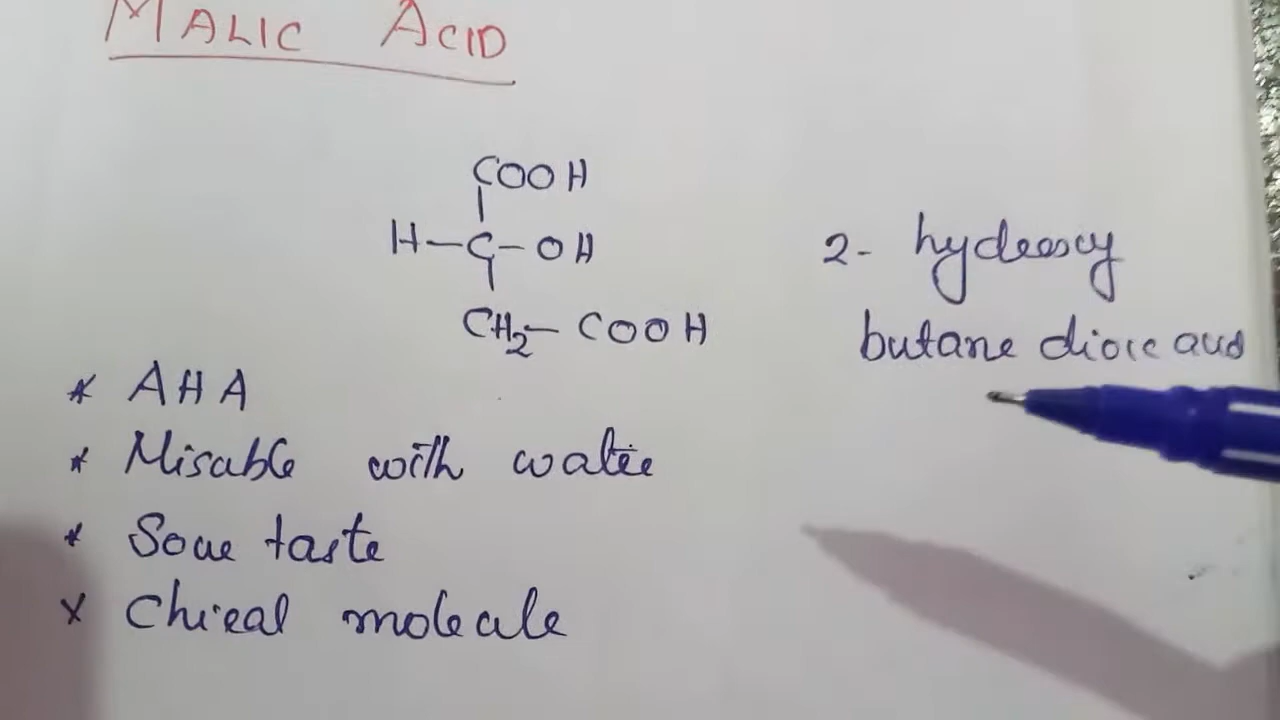 MALIC ACID
COOH
H-C-OH
CH₂-COOH
2- hydroxy
butane dioic acid
* AHA
* Misable with water
* Sour taste
* Chiral molecule